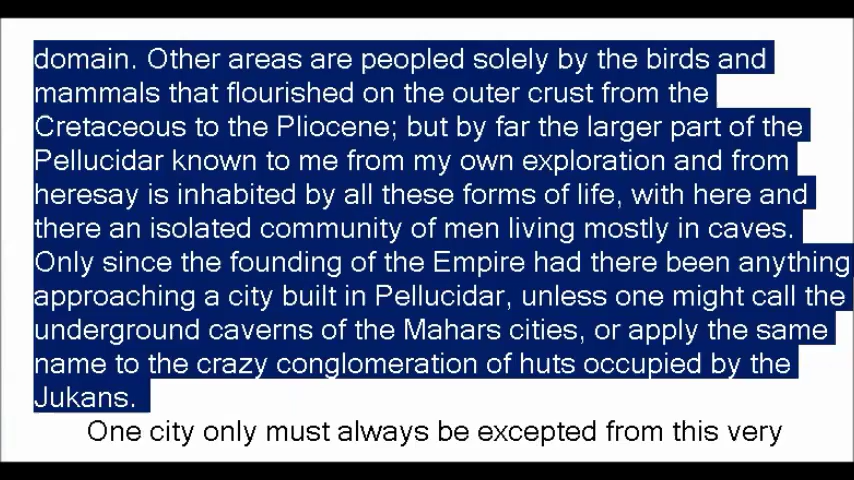 domain. Other areas are peopled solely by the birds and
mammals that flourished on the outer crust from the
Cretaceous to the Pliocene; but by far the larger part of the
Pellucidar known to me from my own exploration and from
heresay is inhabited by all these forms of life, with here and
there an isolated community of men living mostly in caves.
Only since the founding of the Empire had there been anything
approaching a city built in Pellucidar, unless one might call the
underground caverns of the Mahars cities, or apply the same
name to the crazy conglomeration of huts occupied by the
Jukans.
One city only must always be excepted from this very